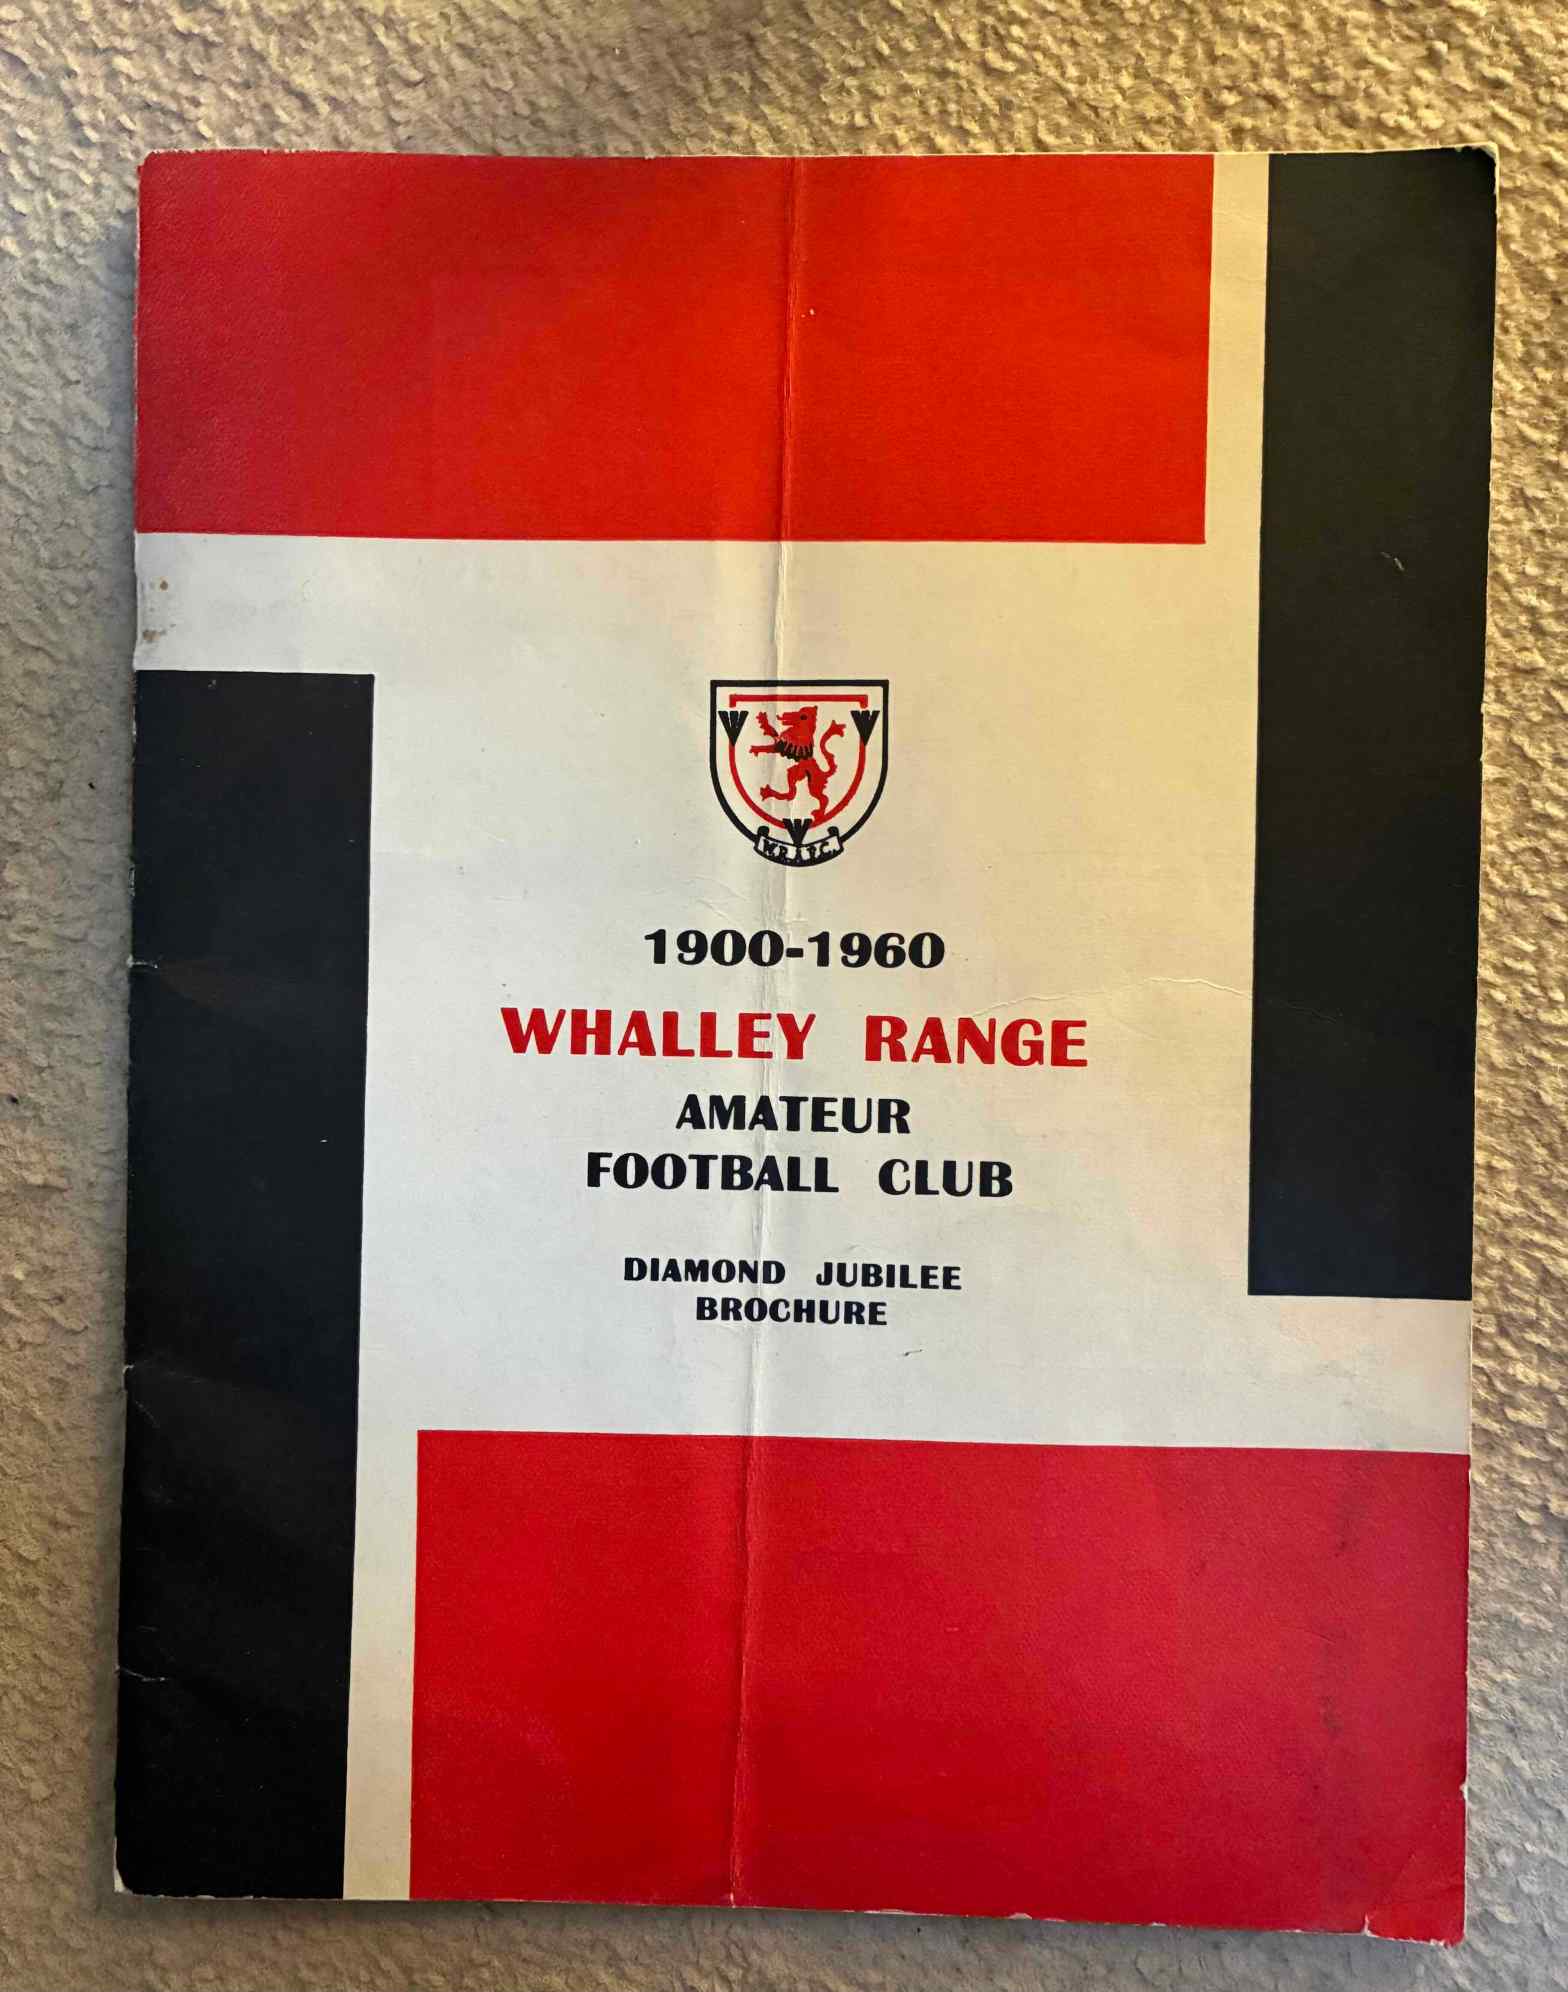 W W
W
W.R.A.F.C.
1900-1960
WHALLEY RANGE
AMATEUR
FOOTBALL CLUB
DIAMOND JUBILEE
BROCHURE